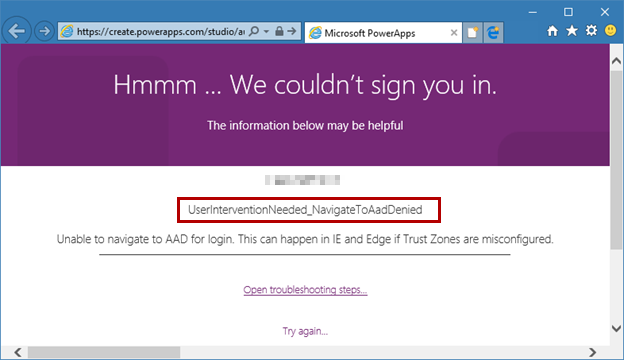 https://create.powerapps.com/studio/au
Microsoft PowerApps
Hmmm ... We couldn't sign you in.
The information below may be helpful
UserInterventionNeeded_NavigateToAadDenied
Unable to navigate to AAD for login. This can happen in IE and Edge if Trust Zones are misconfigured.
Open troubleshooting steps...
Try again...